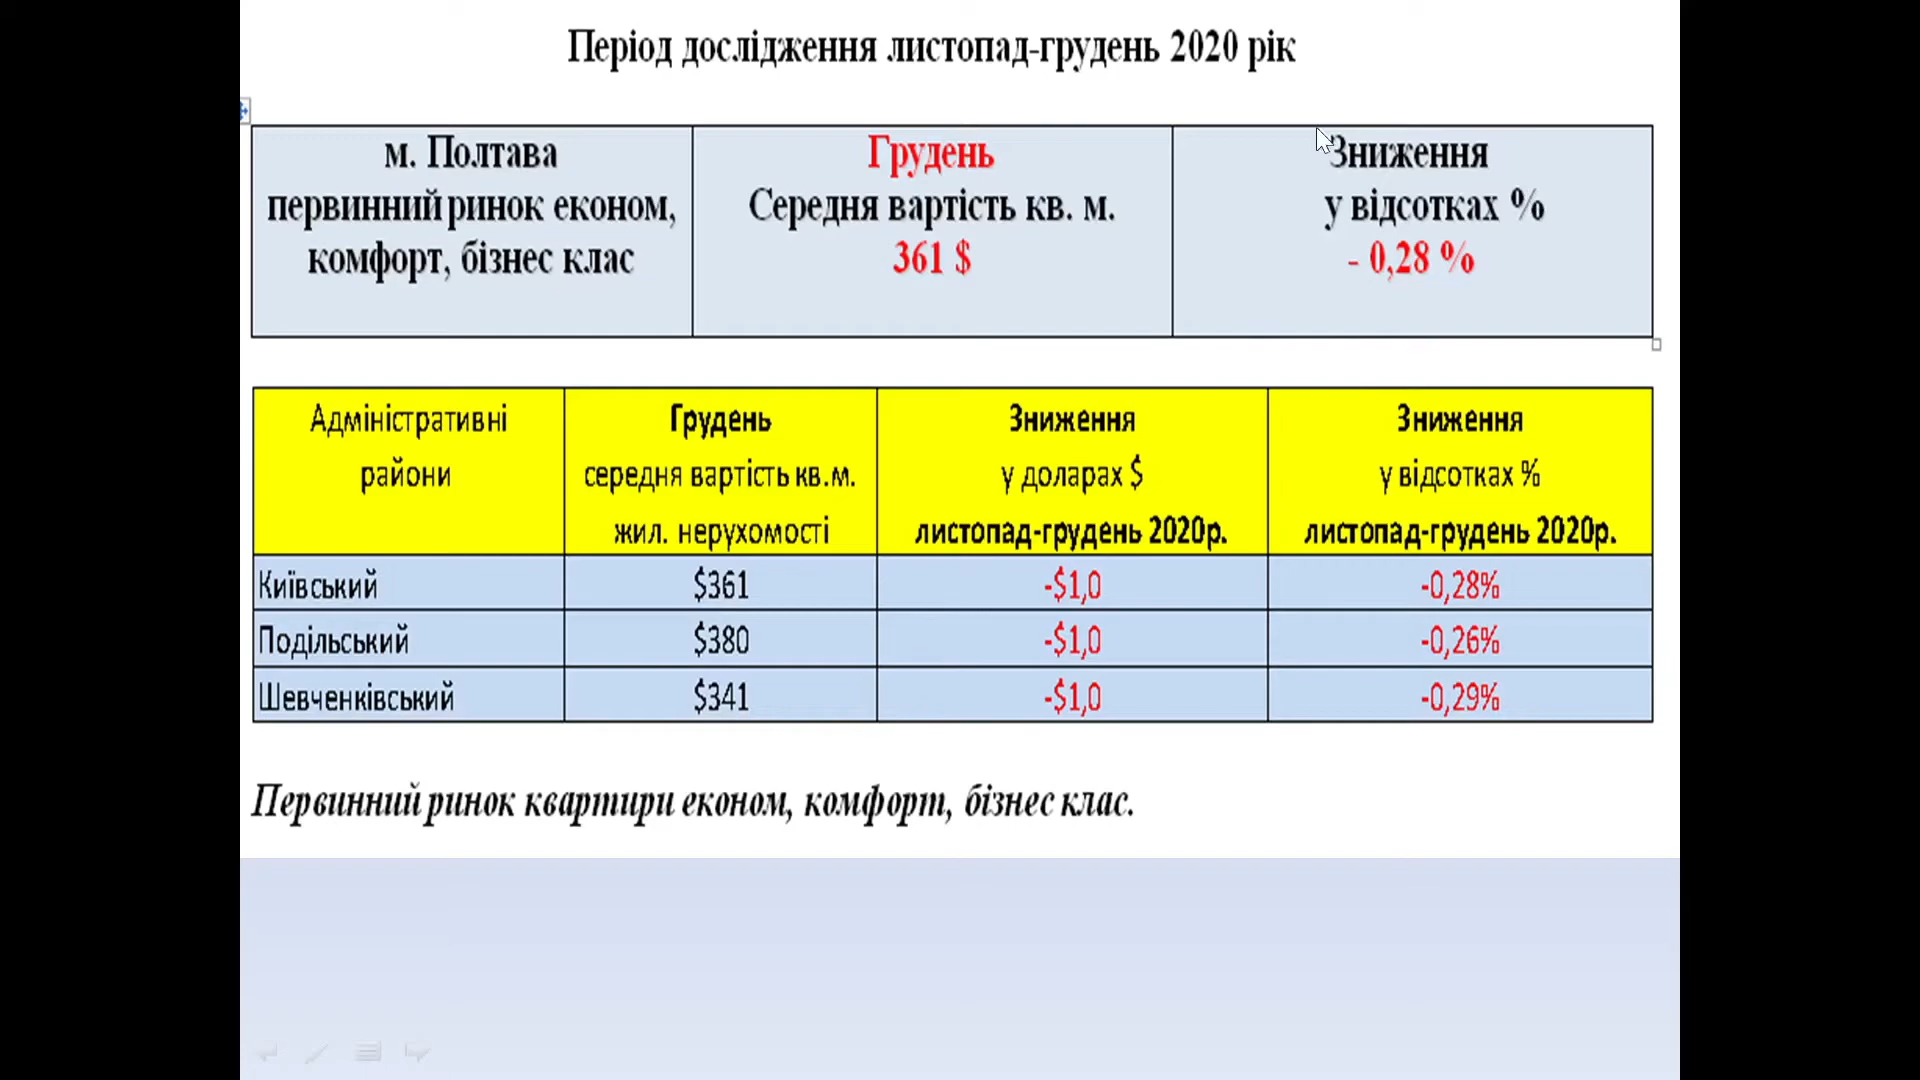 Період дослідження листопад-грудень 2020 рік
м. Полтава
первинний ринок економ,
комфорт, бізнес клас
Грудень
Середня вартість кв. м.
361 $
Зниження
у відсотках %
- 0,28 %
Адміністративні
райони
Грудень
середня вартість кв.м.
жил. нерухомості
Зниження
у доларах $
листопад-грудень 2020р.
Зниження
у відсотках %
листопад-грудень 2020р.
Київський $361 -$1,0 -0,28%
Подільський $380 -$1,0 -0,26%
Шевченківський $341 -$1,0 -0,29%
Первинний ринок квартири економ, комфорт, бізнес клас.